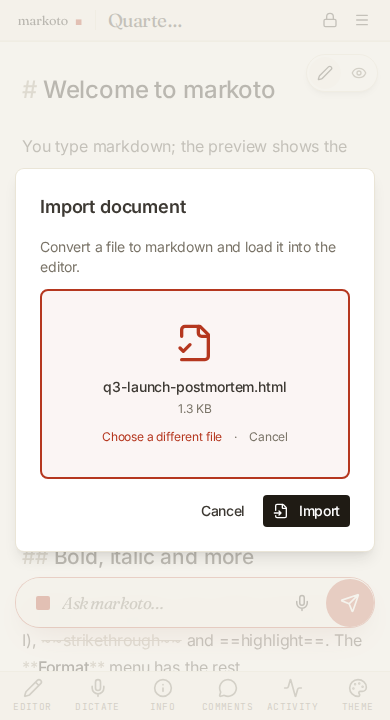 markoto
Quarte...
# Welcome to markoto
You type markdown; the preview shows the
Import document
Convert a file to markdown and load it into the
editor.
q3-launch-postmortem.html
1.3 KB
Choose a different file · Cancel
Cancel
Import
## Bold, italic and more
Ask markoto...
I), ~~strikethrough~~ and ==highlight==. The
**Format** menu has the rest.
EDITOR
DICTATE
INFO
COMMENTS
ACTIVITY
THEME